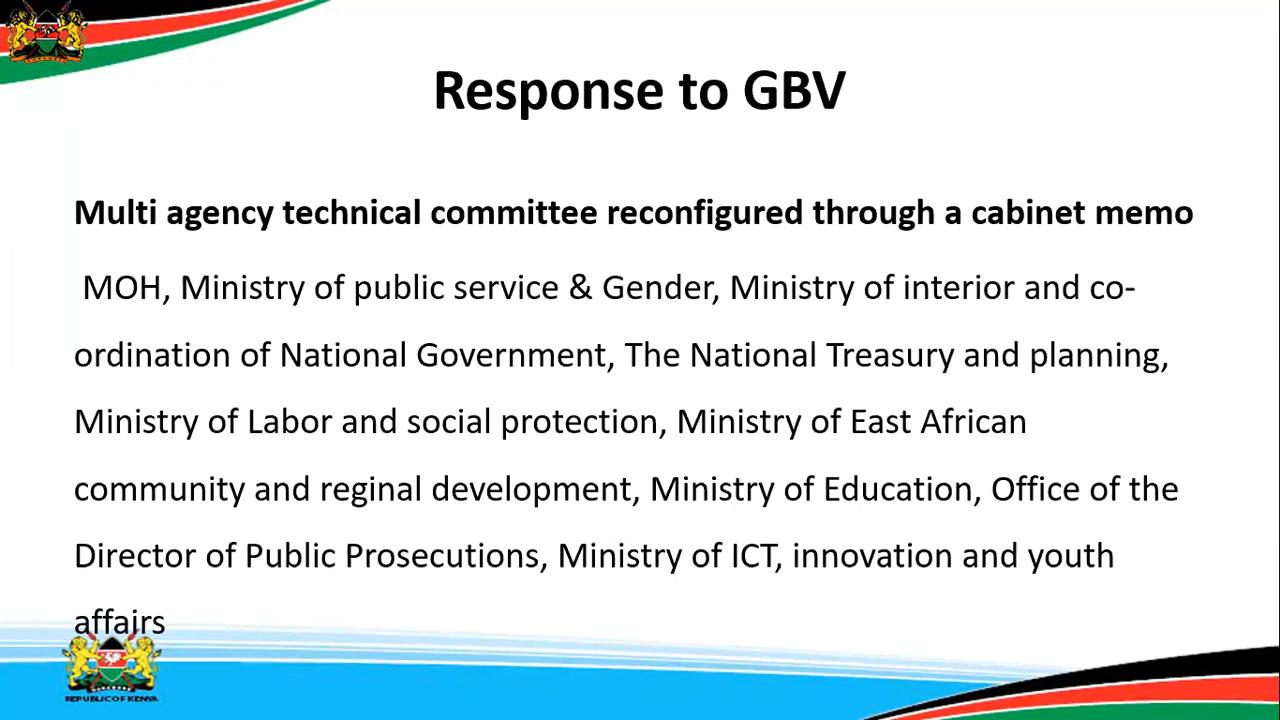 Response to GBV
Multi agency technical committee reconfigured through a cabinet memo
MOH, Ministry of public service & Gender, Ministry of interior and co-
ordination of National Government, The National Treasury and planning,
Ministry of Labor and social protection, Ministry of East African
community and reginal development, Ministry of Education, Office of the
Director of Public Prosecutions, Ministry of ICT, innovation and youth
affairs
REPUBLIC OF KENYA